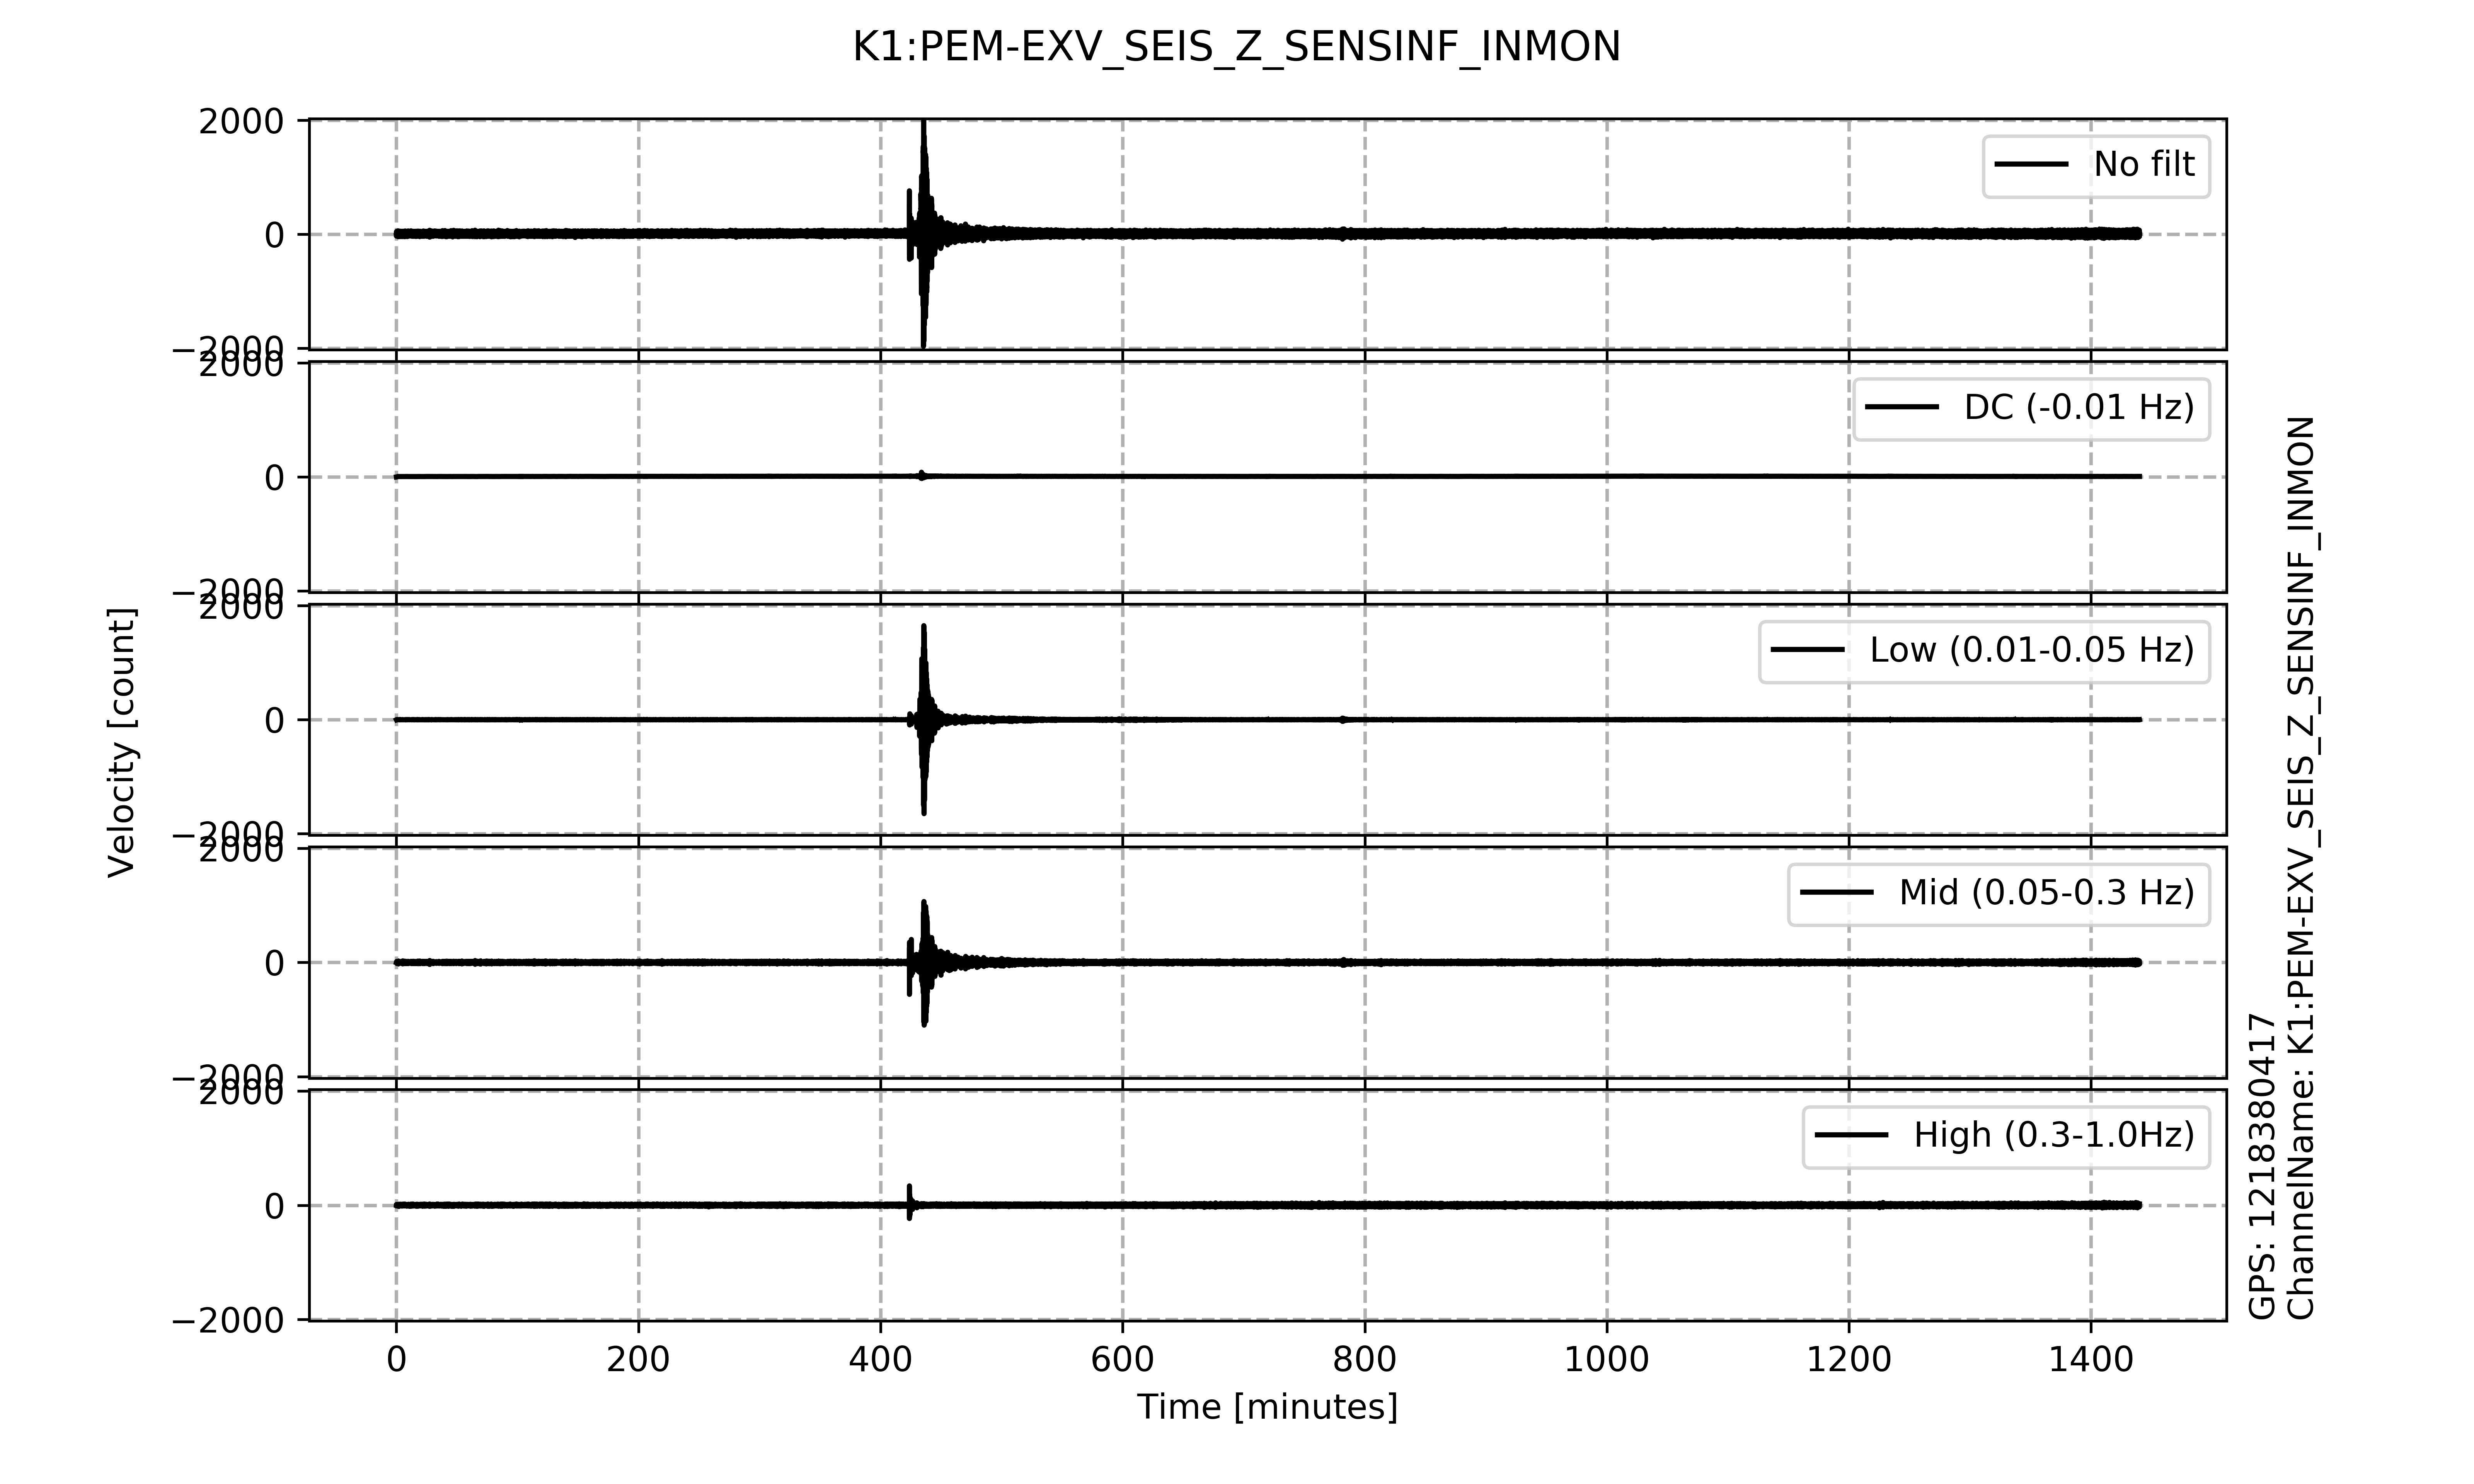 K1:PEM-EXV_SEIS_Z_SENSINF_INMON
2000
No filt
0
−2000
2000
DC (-0.01 Hz)
0
−2000
2000
Low (0.01-0.05 Hz)
0
−2000
2000
Mid (0.05-0.3 Hz)
0
−2000
2000
High (0.3-1.0Hz)
0
−2000
0 200 400 600 800 1000 1200 1400
Time [minutes]
Velocity [count]
GPS: 1218380417
ChannelName: K1:PEM-EXV_SEIS_Z_SENSINF_INMON